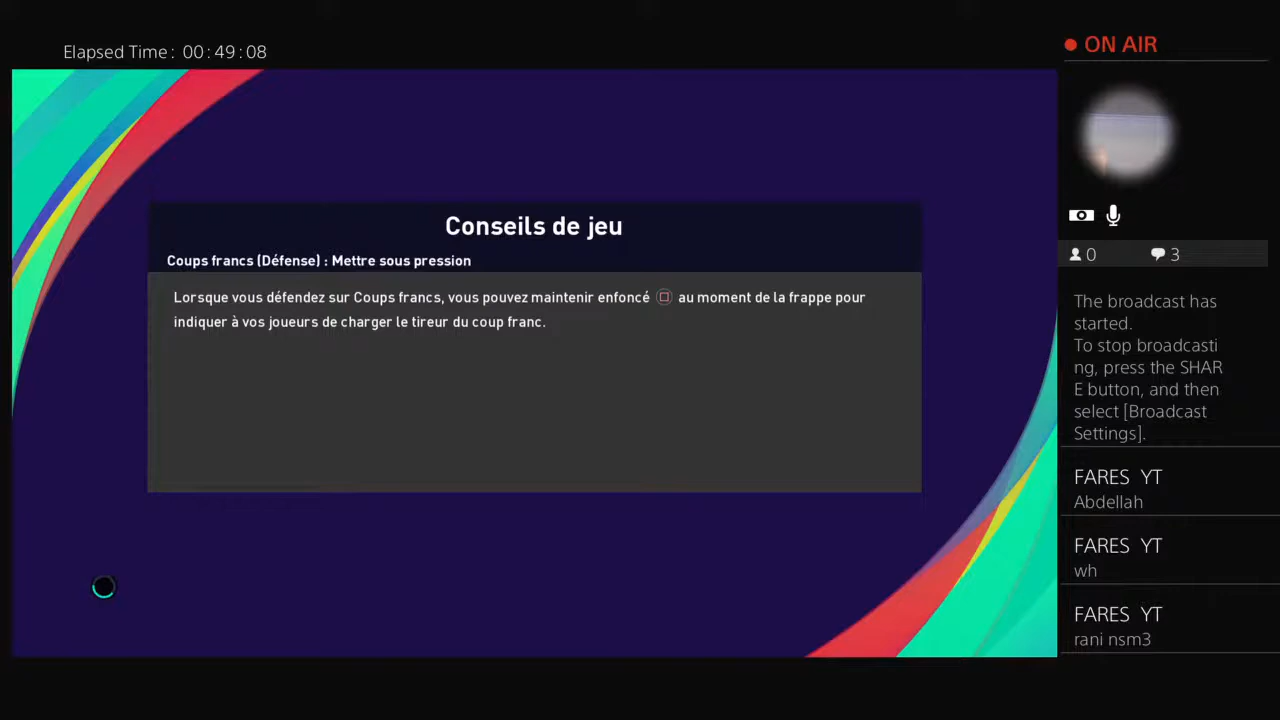 Elapsed Time: 00:49:08
ON AIR
Conseils de jeu
Coups francs (Défense) : Mettre sous pression
Lorsque vous défendez sur Coups francs, vous pouvez maintenir enfoncé au moment de la frappe pour
indiquer à vos joueurs de charger le tireur du coup franc.
0
3
The broadcast has
started.
To stop broadcasti
ng, press the SHAR
E button, and then
select [Broadcast
Settings].
FARES YT
Abdellah
FARES YT
wh
FARES YT
rani nsm3